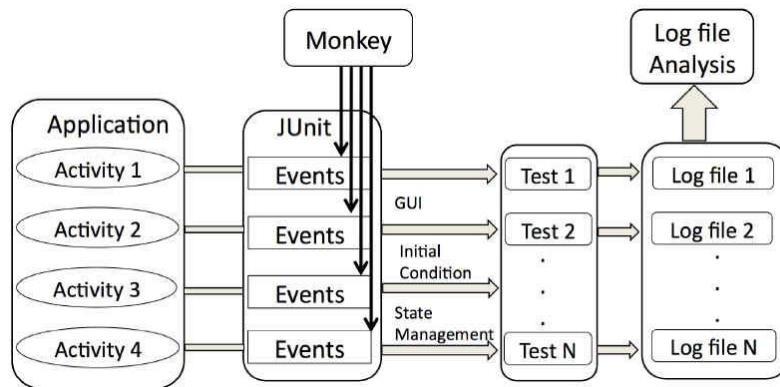 Monkey
Log file
Analysis
Application
JUnit
Activity 1
Events
Test 1
Log file 1
GUI
Activity 2
Events
Test 2
Log file 2
Initial
Condition
Activity 3
Events
State
Management
Activity 4
Events
Test N
Log file N